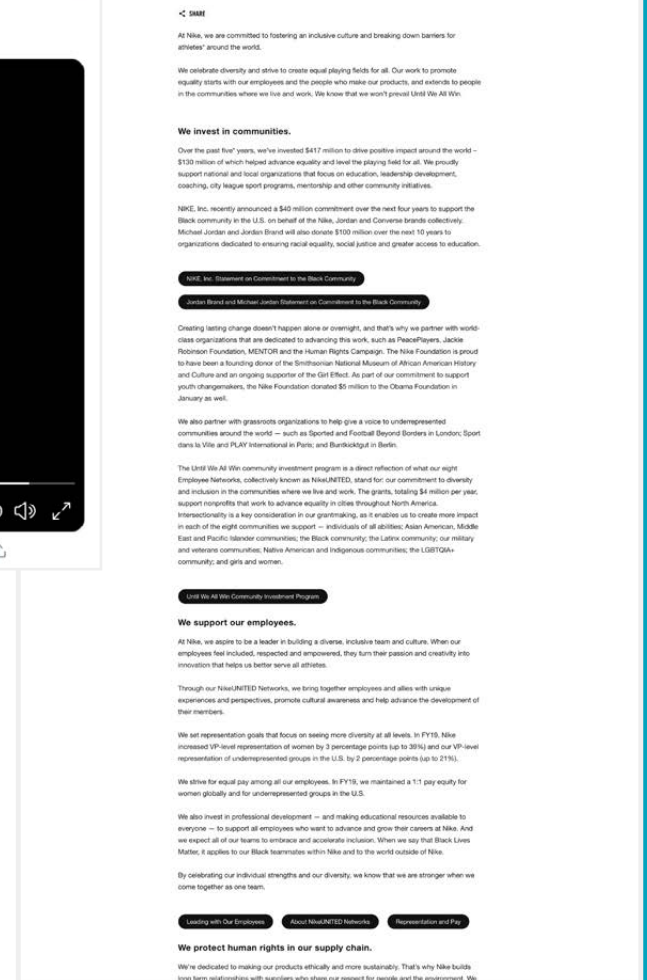 SHARE
At Nike, we are committed to fostering an inclusive culture and breaking down barriers for
athletes* around the world.
We celebrate diversity and strive to create equal playing fields for all. Our work to promote
equality starts with our employees and the people who make our products, and extends to people
in the communities where we live and work. We know that we won't prevail Until We All Win
We invest in communities.
Over the past five* years, we've invested $417 million to drive positive impact around the world –
$130 million of which helped advance equality and level the playing field for all. We proudly
support national and local organizations that focus on education, leadership development,
coaching, city league sport programs, mentorship and other community initiatives.
NIKE, Inc. recently announced a $40 million commitment over the next four years to support the
Black community in the U.S. on behalf of the Nike, Jordan and Converse brands collectively.
Michael Jordan and Jordan Brand will also donate $100 million over the next 10 years to
organizations dedicated to ensuring racial equality, social justice and greater access to education.
NIKE, Inc. Statement on Commitment to the Black Community
Jordan Brand and Michael Jordan Statement on Commitment to the Black Community
Creating lasting change doesn't happen alone or overnight, and that's why we partner with world-
class organizations that are dedicated to advancing this work, such as PeacePlayers, Jackie
Robinson Foundation, MENTOR and the Human Rights Campaign. The Nike Foundation is proud
to have been a founding donor of the Smithsonian National Museum of African American History
and Culture and an ongoing supporter of the Girl Effect. As part of our commitment to support
youth changemakers, the Nike Foundation donated $5 million to the Obama Foundation in
January as well.
We also partner with grassroots organizations to help give a voice to underrepresented
communities around the world — such as Sported and Football Beyond Borders in London; Sport
dans la Ville and PLAY International in Paris; and Buntkicktgut in Berlin.
The Until We All Win community investment program is a direct reflection of what our eight
Employee Networks, collectively known as NikeUNITED, stand for: our commitment to diversity
and inclusion in the communities where we live and work. The grants, totaling $4 million per year,
support nonprofits that work to advance equality in cities throughout North America.
Intersectionality is a key consideration in our grantmaking, as it enables us to create more impact
in each of the eight communities we support — individuals of all abilities; Asian American, Middle
East and Pacific Islander communities; the Black community; the Latinx community; our military
and veterans communities; Native American and Indigenous communities; the LGBTQIA+
community; and girls and women.
Until We All Win Community Investment Program
We support our employees.
At Nike, we aspire to be a leader in building a diverse, inclusive team and culture. When our
employees feel included, respected and empowered, they turn their passion and creativity into
innovation that helps us better serve all athletes.
Through our NikeUNITED Networks, we bring together employees and allies with unique
experiences and perspectives, promote cultural awareness and help advance the development of
their members.
We set representation goals that focus on seeing more diversity at all levels. In FY19, Nike
increased VP-level representation of women by 3 percentage points (up to 39%) and our VP-level
representation of underrepresented groups in the U.S. by 2 percentage points (up to 21%).
We strive for equal pay among all our employees. In FY19, we maintained a 1:1 pay equity for
women globally and for underrepresented groups in the U.S.
We also invest in professional development — and making educational resources available to
everyone — to support all employees who want to advance and grow their careers at Nike. And
we expect all of our teams to embrace and accelerate inclusion. When we say that Black Lives
Matter, it applies to our Black teammates within Nike and to the world outside of Nike.
By celebrating our individual strengths and our diversity, we know that we are stronger when we
come together as one team.
Leading with Our Employees About NikeUNITED Networks Representation and Pay
We protect human rights in our supply chain.
We're dedicated to making our products ethically and more sustainably. That's why Nike builds
long term relationships with suppliers who share our respect for people and the environment. We